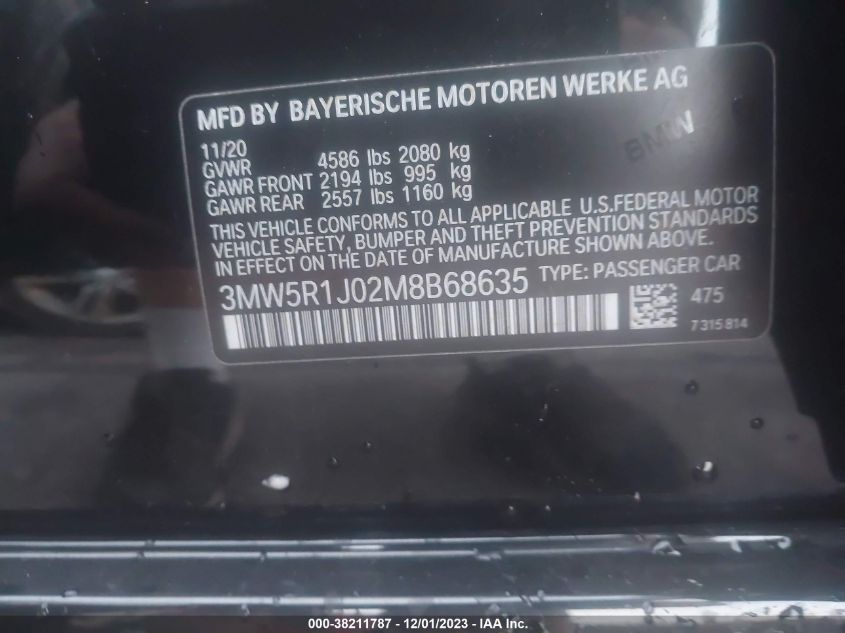 MFD BY BAYERISCHE MOTOREN WERKE AG
11/20
GVWR 4586 lbs 2080 kg
GAWR FRONT 2194 lbs 995 kg
GAWR REAR 2557 lbs 1160 kg
BMW
THIS VEHICLE CONFORMS TO ALL APPLICABLE U.S.FEDERAL MOTOR
VEHICLE SAFETY, BUMPER AND THEFT PREVENTION STANDARDS
IN EFFECT ON THE DATE OF MANUFACTURE SHOWN ABOVE.
3MW5R1J02M8B68635 TYPE: PASSENGER CAR
475
7315814
000-38211787 - 12/01/2023 - IAA Inc.